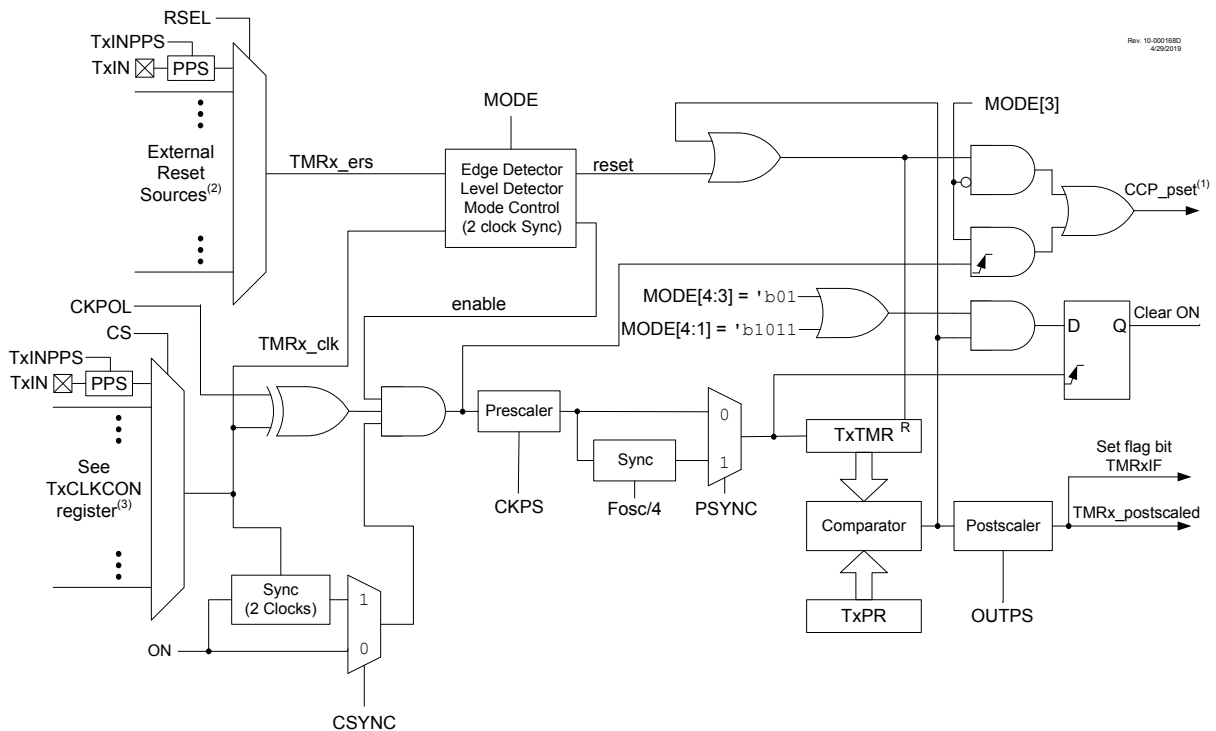 RSEL
TxINPPS
TxIN
PPS
Rev. 10-000168D
4/29/2019
MODE
MODE[3]
External
Reset
Sources(2)
TMRx_ers
Edge Detector
Level Detector
Mode Control
(2 clock Sync)
reset
CCP_pset(1)
CKPOL
CS
enable
MODE[4:3] = 'b01
MODE[4:1] = 'b1011
D
Q
Clear ON
TMRx_clk
TxINPPS
TxIN
PPS
Prescaler
0
1
Sync
TxTMR
R
See
TxCLKCON
register(3)
CKPS
Fosc/4
PSYNC
Set flag bit
TMRxIF
Comparator
Postscaler
TMRx_postscaled
Sync
(2 Clocks)
1
0
TxPR
OUTPS
ON
CSYNC